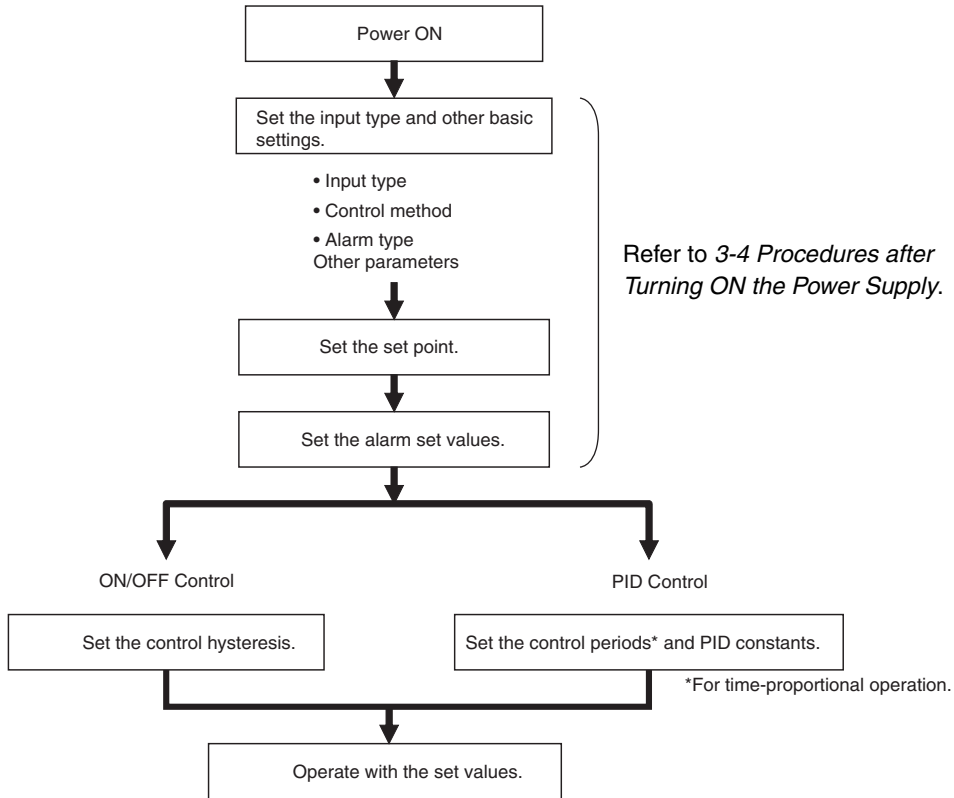 Power ON
Set the input type and other basic
settings.
• Input type
• Control method
• Alarm type
Other parameters
Refer to 3-4 Procedures after
Turning ON the Power Supply.
Set the set point.
Set the alarm set values.
ON/OFF Control
PID Control
Set the control hysteresis.
Set the control periods* and PID constants.
*For time-proportional operation.
Operate with the set values.